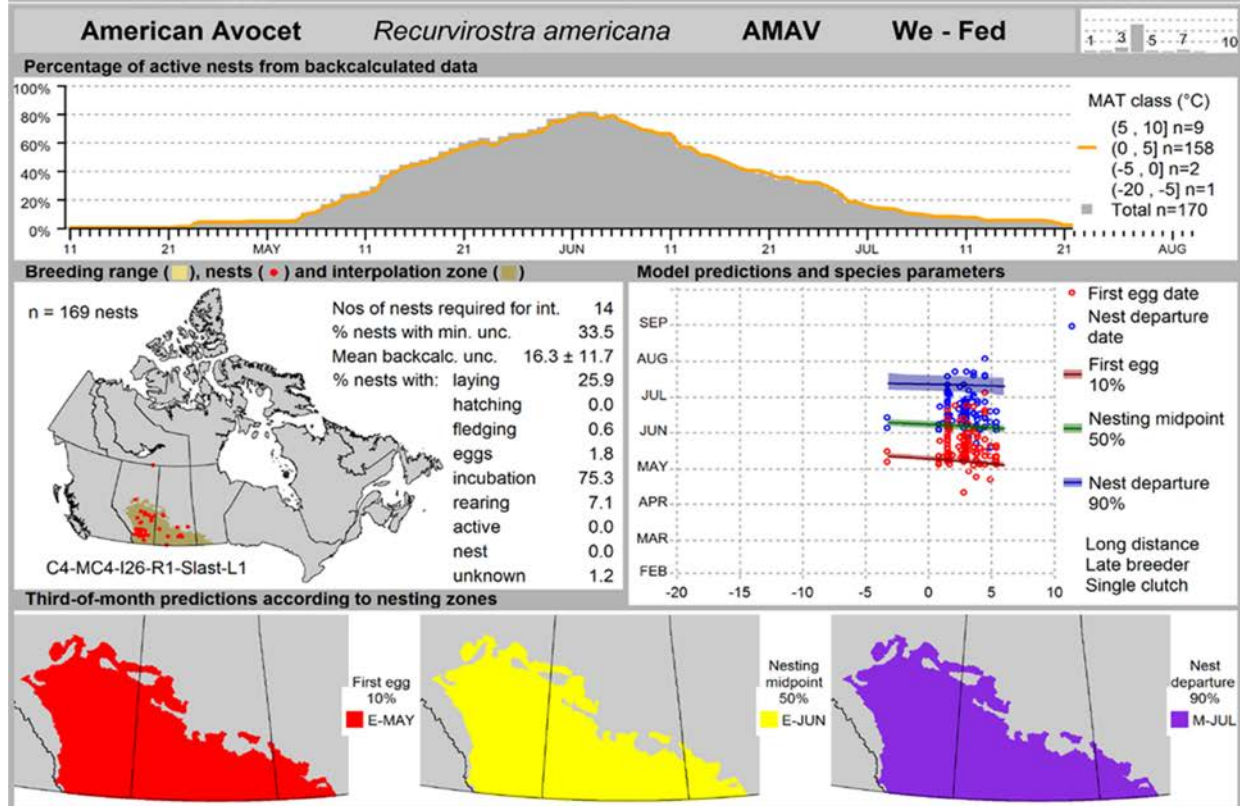 American Avocet Recurvirostra americana AMAV We - Fed
1 3 5 7 10
Percentage of active nests from backcalculated data
100%
80%
60%
40%
20%
0%
11 21 MAY 11 21 JUN 11 21 JUL 11 21 AUG
MAT class (°C)
(5 , 10] n=9
(0 , 5] n=158
(-5 , 0] n=2
(-20 , -5] n=1
Total n=170
Breeding range ( ), nests ( ) and interpolation zone ( )
n = 169 nests
Nos of nests required for int. 14
% nests with min. unc. 33.5
Mean backcalc. unc. 16.3 ± 11.7
% nests with: laying 25.9
hatching 0.0
fledging 0.6
eggs 1.8
incubation 75.3
rearing 7.1
active 0.0
nest 0.0
unknown 1.2
C4-MC4-I26-R1-Slast-L1
Model predictions and species parameters
SEP
AUG
JUL
JUN
MAY
APR
MAR
FEB
-20 -15 -10 -5 0 5 10
First egg date
Nest departure
date
First egg
10%
Nesting midpoint
50%
Nest departure
90%
Long distance
Late breeder
Single clutch
Third-of-month predictions according to nesting zones
First egg
10%
E-MAY
Nesting
midpoint
50%
E-JUN
Nest
departure
90%
M-JUL